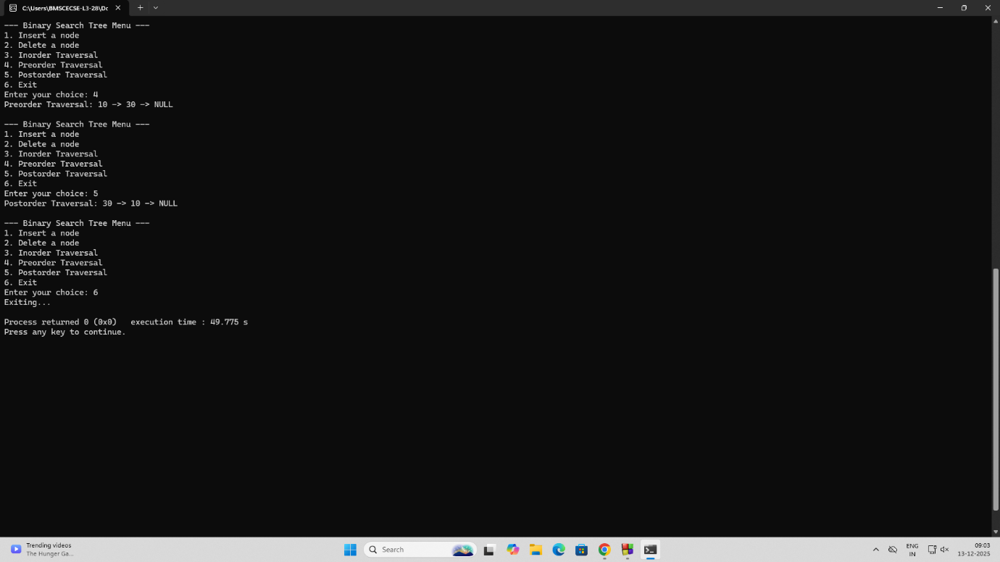 C:\Users\BMSCECSE-L3-28\Dc
--- Binary Search Tree Menu ---
1. Insert a node
2. Delete a node
3. Inorder Traversal
4. Preorder Traversal
5. Postorder Traversal
6. Exit
Enter your choice: 4
Preorder Traversal: 10 -> 30 -> NULL
--- Binary Search Tree Menu ---
1. Insert a node
2. Delete a node
3. Inorder Traversal
4. Preorder Traversal
5. Postorder Traversal
6. Exit
Enter your choice: 5
Postorder Traversal: 30 -> 10 -> NULL
--- Binary Search Tree Menu ---
1. Insert a node
2. Delete a node
3. Inorder Traversal
4. Preorder Traversal
5. Postorder Traversal
6. Exit
Enter your choice: 6
Exiting...
Process returned 0 (0x0)   execution time : 49.775 s
Press any key to continue.
Trending videos
The Hunger Ga...
Search
ENG
IN
09:03
13-12-2025